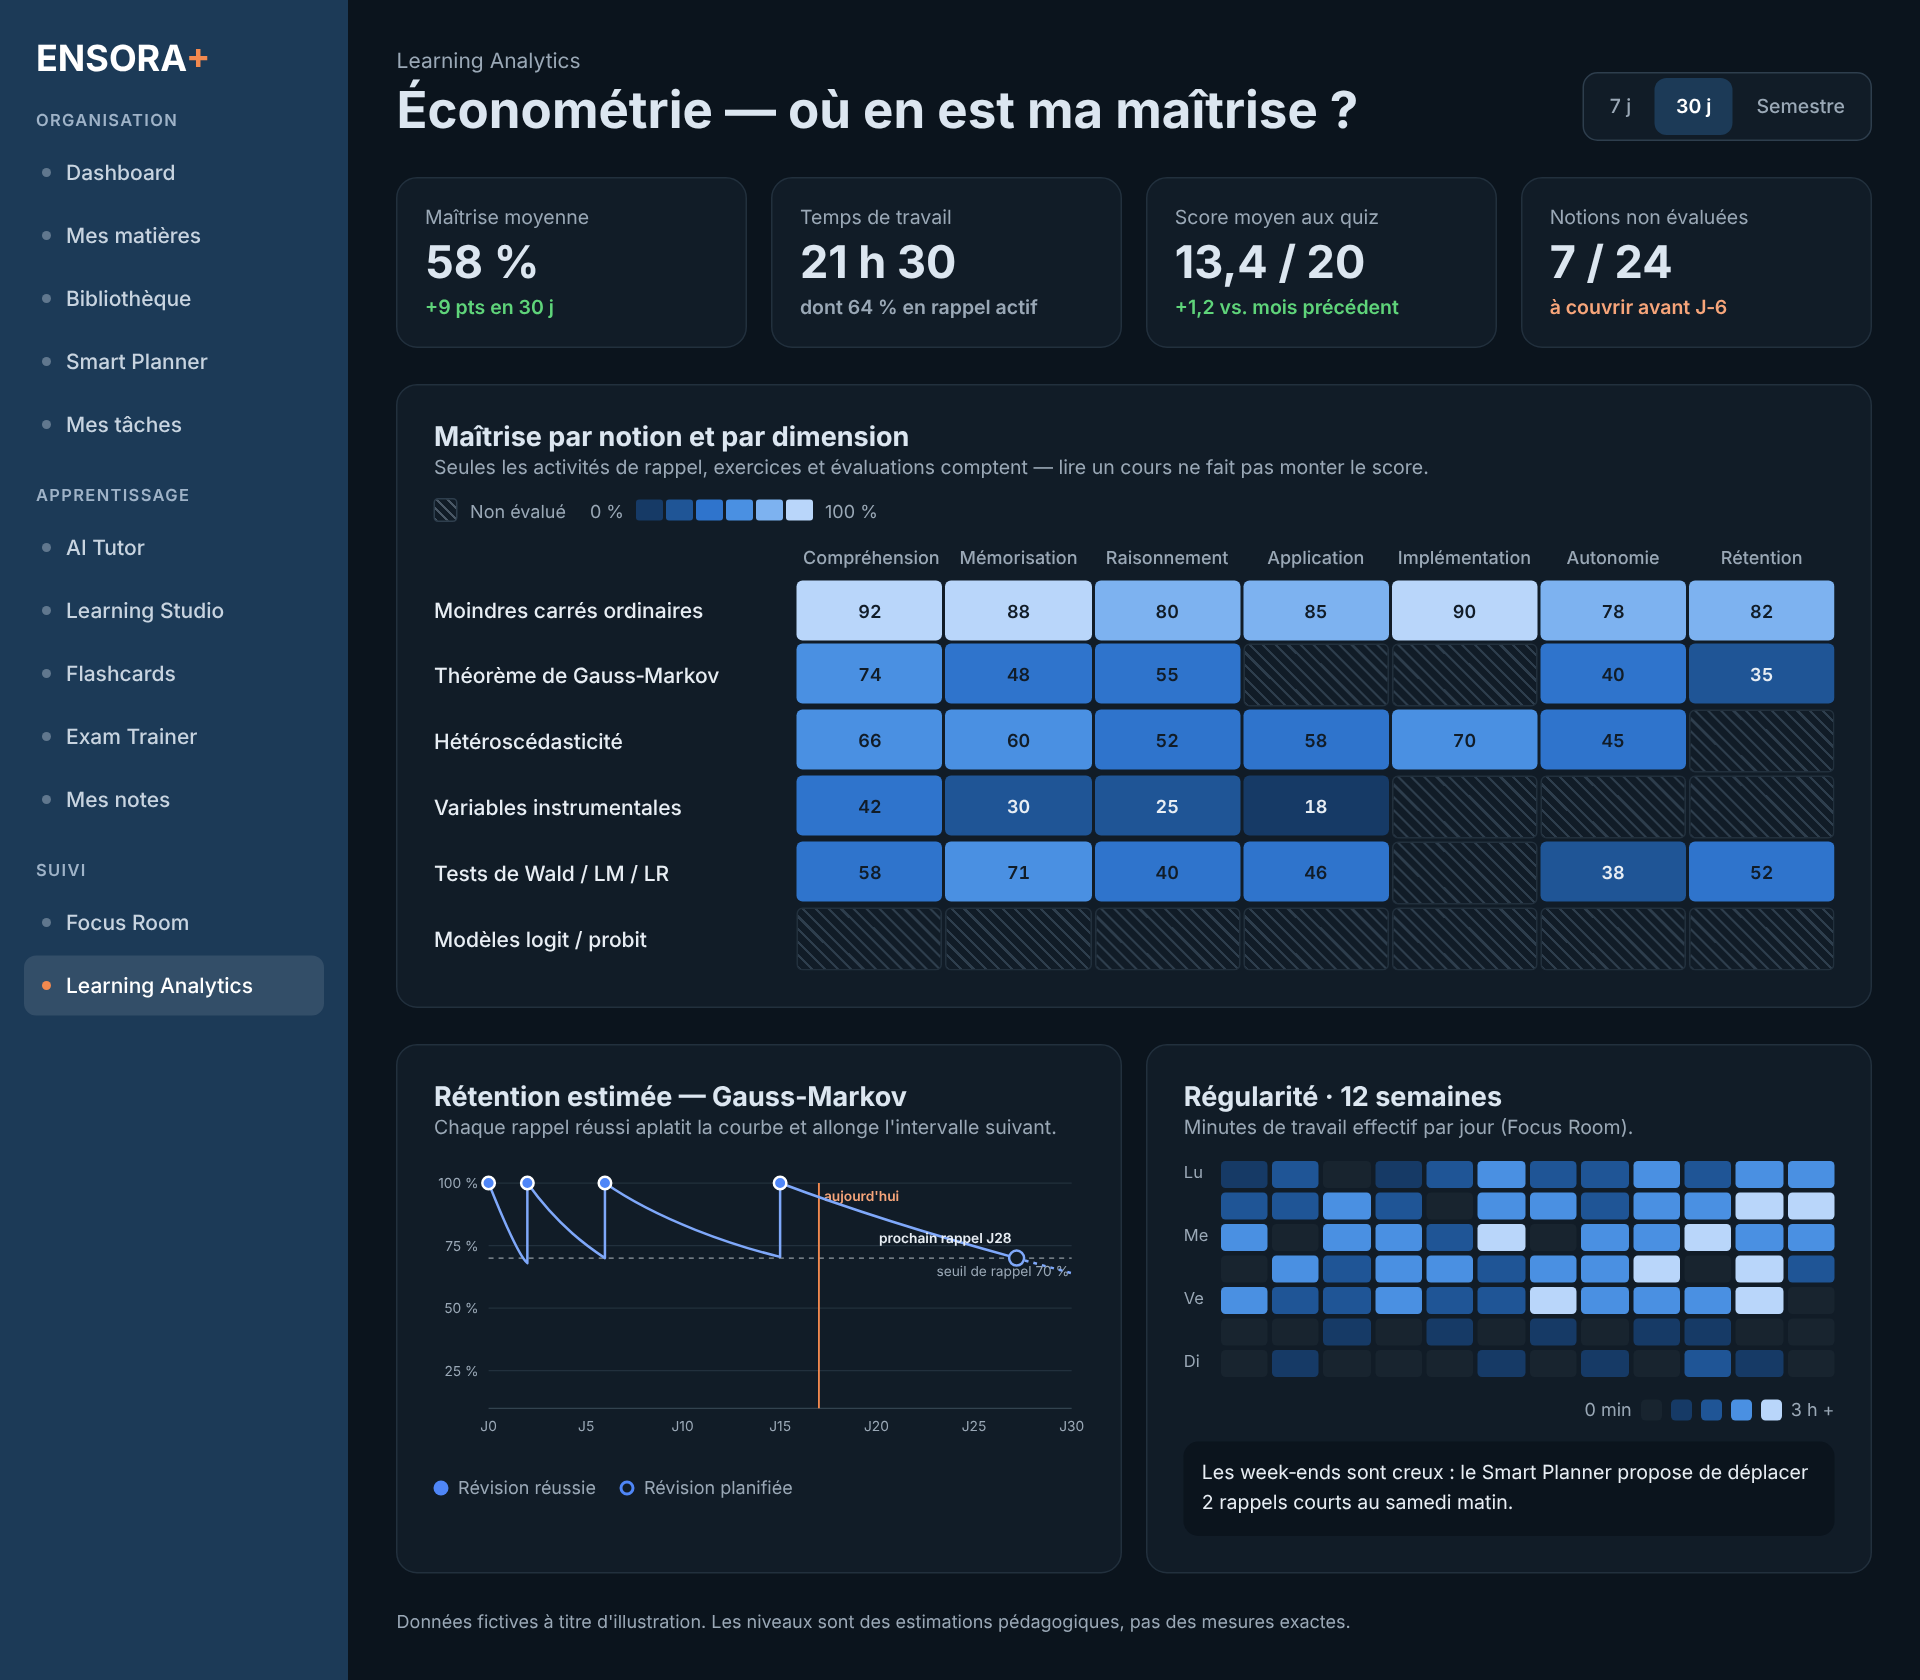 ENSORA+
ORGANISATION
Dashboard
Mes matières
Bibliothèque
Smart Planner
Mes tâches
APPRENTISSAGE
AI Tutor
Learning Studio
Flashcards
Exam Trainer
Mes notes
SUIVI
Focus Room
Learning Analytics
Learning Analytics
Économétrie — où en est ma maîtrise ?
7 j 30 j Semestre
Maîtrise moyenne
58 %
+9 pts en 30 j
Temps de travail
21 h 30
dont 64 % en rappel actif
Score moyen aux quiz
13,4 / 20
+1,2 vs. mois précédent
Notions non évaluées
7 / 24
à couvrir avant J-6
Maîtrise par notion et par dimension
Seules les activités de rappel, exercices et évaluations comptent — lire un cours ne fait pas monter le score.
Non évalué 0 % 100 %
Compréhension Mémorisation Raisonnement Application Implémentation Autonomie Rétention
Moindres carrés ordinaires 92 88 80 85 90 78 82
Théorème de Gauss-Markov 74 48 55 40 35
Hétéroscédasticité 66 60 52 58 70 45
Variables instrumentales 42 30 25 18
Tests de Wald / LM / LR 58 71 40 46 38 52
Modèles logit / probit
Rétention estimée — Gauss-Markov
Chaque rappel réussi aplatit la courbe et allonge l'intervalle suivant.
100 %
aujourd'hui
prochain rappel J28
75 %
seuil de rappel 70 %
50 %
25 %
J0 J5 J10 J15 J20 J25 J30
Révision réussie Révision planifiée
Régularité · 12 semaines
Minutes de travail effectif par jour (Focus Room).
Lu
Me
Ve
Di
0 min 3 h +
Les week-ends sont creux : le Smart Planner propose de déplacer
2 rappels courts au samedi matin.
Données fictives à titre d'illustration. Les niveaux sont des estimations pédagogiques, pas des mesures exactes.